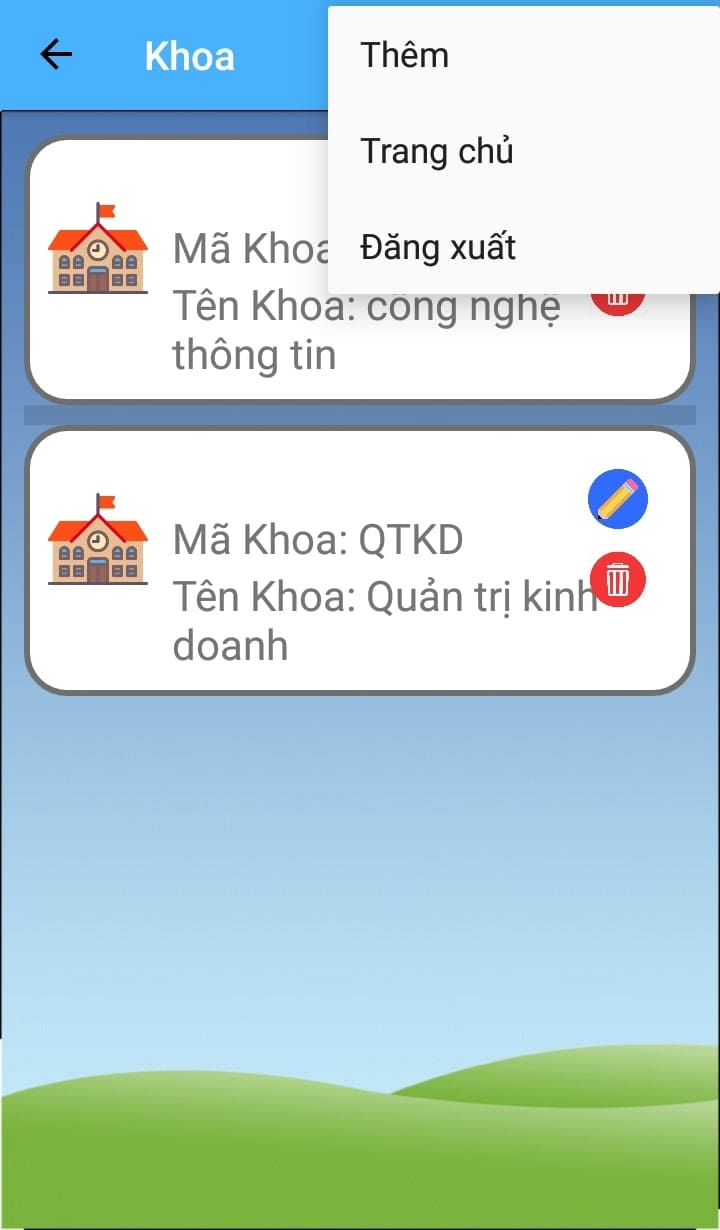 Khoa
Thêm
Trang chủ
Đăng xuất
Mã Khoa
Tên Khoa: công nghệ
thông tin
Mã Khoa: QTKD
Tên Khoa: Quản trị kinh
doanh